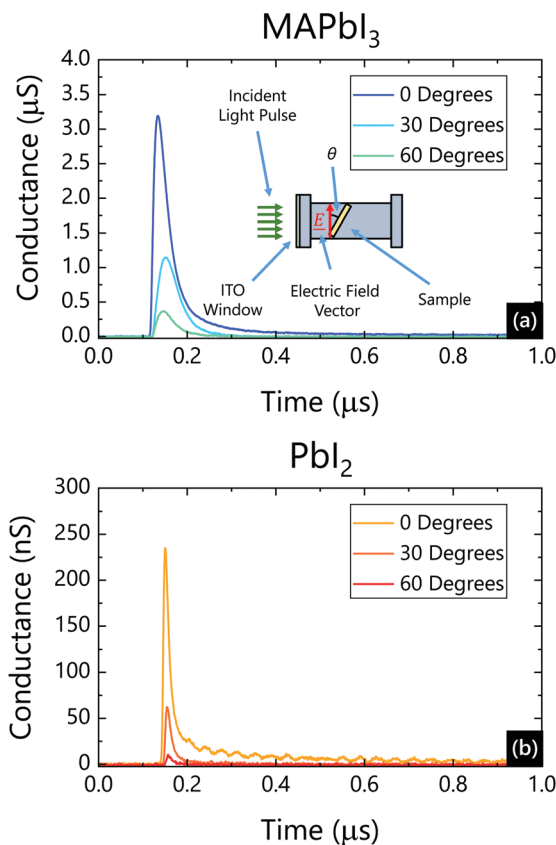 MAPbI₃
Conductance (μS)
4.0
3.5
3.0
2.5
2.0
1.5
1.0
0.5
0.0
Incident
Light Pulse
0 Degrees
30 Degrees
60 Degrees
θ
E
ITO
Window
Electric Field
Vector
Sample
(a)
0.0 0.2 0.4 0.6 0.8 1.0
Time (μs)
PbI₂
Conductance (nS)
300
250
200
150
100
50
0
0 Degrees
30 Degrees
60 Degrees
(b)
0.0 0.2 0.4 0.6 0.8 1.0
Time (μs)